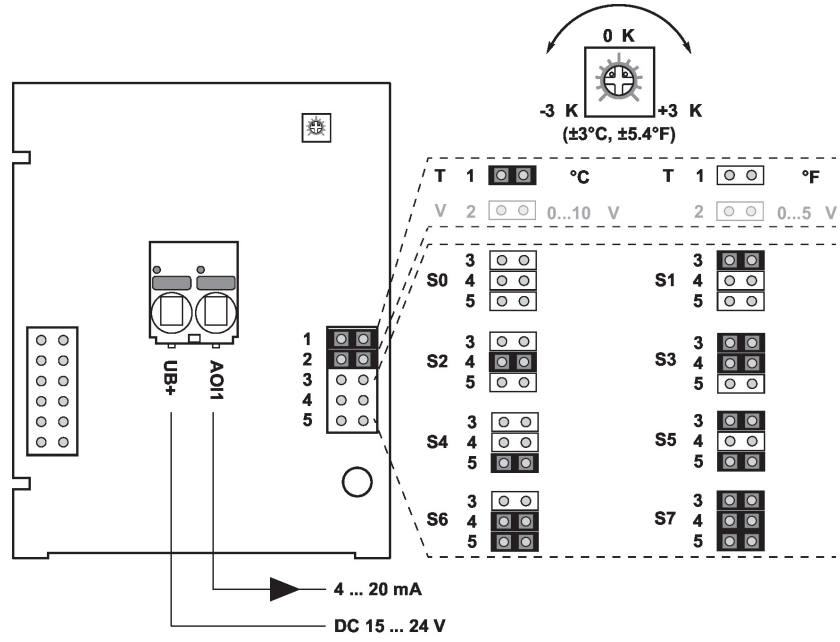 0 K
-3 K +3 K
(±3°C, ±5.4°F)
T 1 °C T 1 °F
V 2 0...10 V 2 0...5 V
S0 3 4 5 S1 3 4 5
1
2
3
4
5
S2 3 4 5 S3 3 4 5
UB+ AOI1
S4 3 4 5 S5 3 4 5
S6 3 4 5 S7 3 4 5
4 ... 20 mA
DC 15 ... 24 V